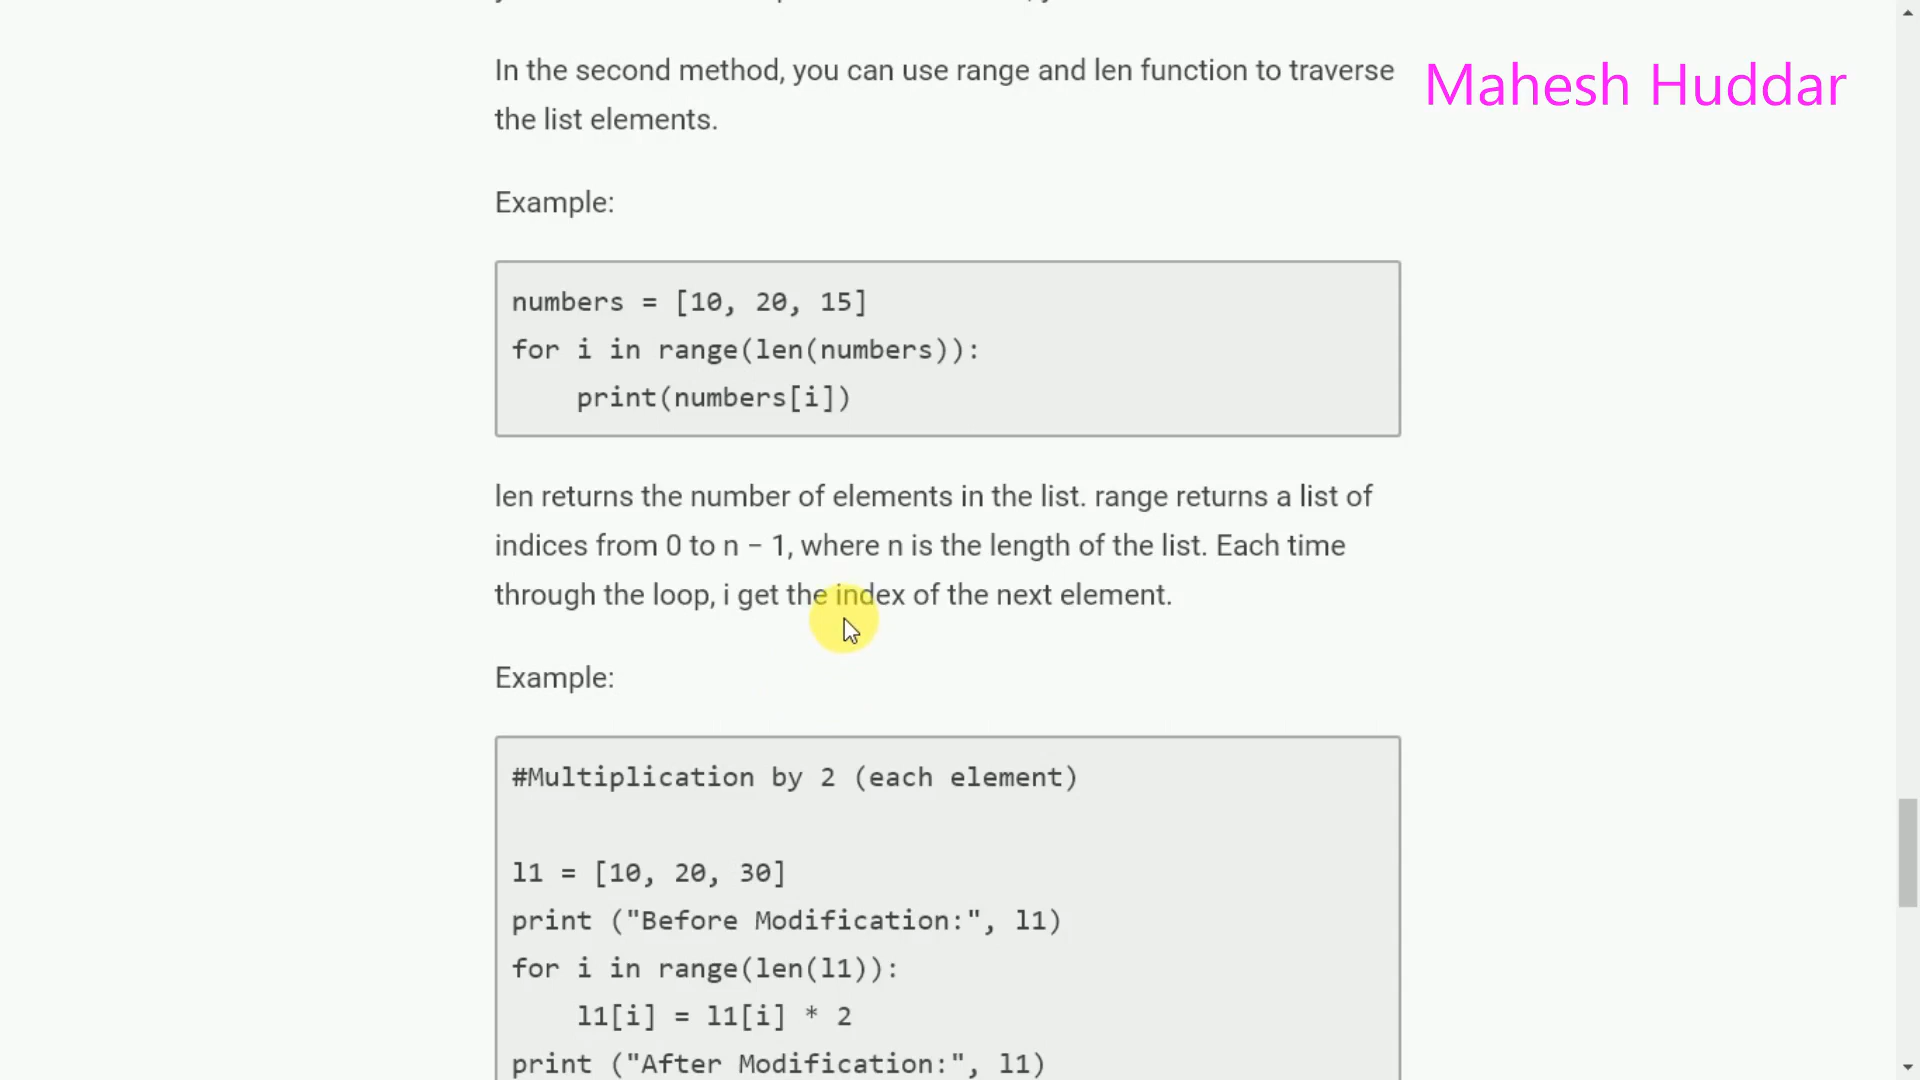 In the second method, you can use range and len function to traverse
the list elements.
Mahesh Huddar
Example:
numbers = [10, 20, 15]
for i in range(len(numbers)):
    print(numbers[i])
len returns the number of elements in the list. range returns a list of
indices from 0 to n − 1, where n is the length of the list. Each time
through the loop, i get the index of the next element.
Example:
#Multiplication by 2 (each element)
l1 = [10, 20, 30]
print ("Before Modification:", l1)
for i in range(len(l1)):
    l1[i] = l1[i] * 2
print ("After Modification:", l1)